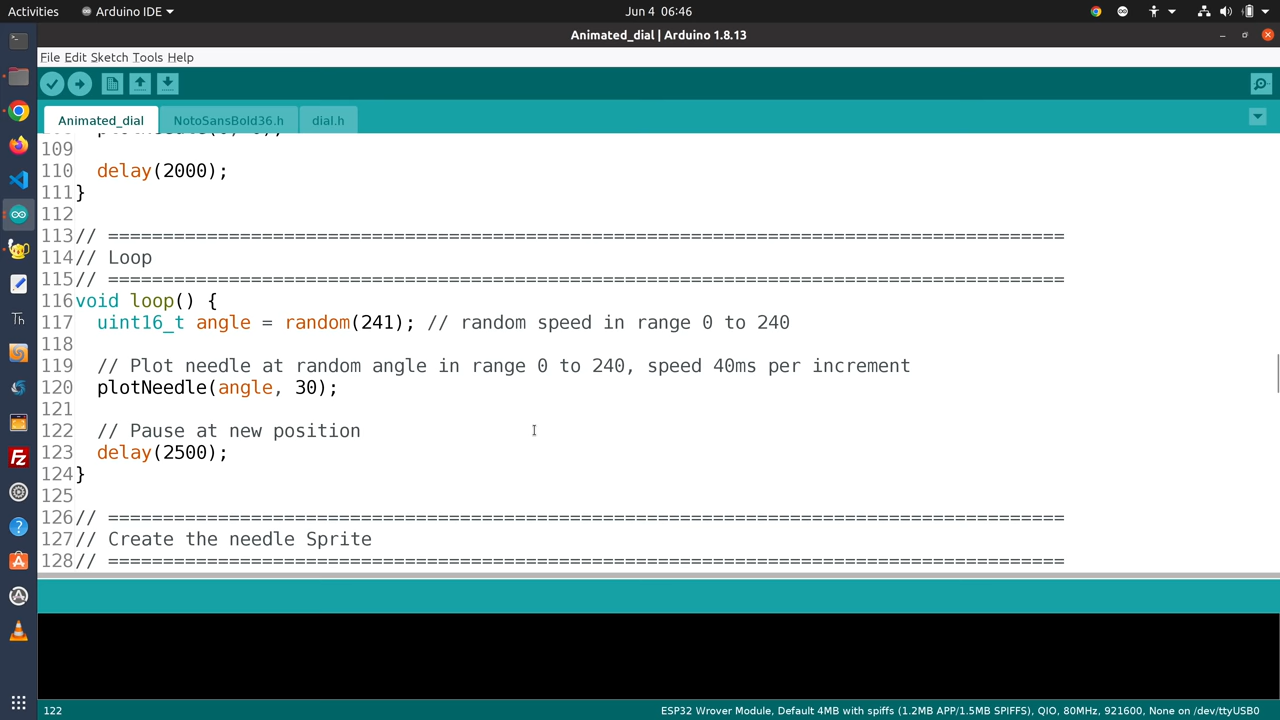 Activities Arduino IDE Jun 4 06:46
Animated_dial | Arduino 1.8.13
File Edit Sketch Tools Help
Animated_dial NotoSansBold36.h dial.h
109
110 delay(2000);
111 }
112
113 // =======================================================================================
114 // Loop
115 // =======================================================================================
116 void loop() {
117 uint16_t angle = random(241); // random speed in range 0 to 240
118
119 // Plot needle at random angle in range 0 to 240, speed 40ms per increment
120 plotNeedle(angle, 30);
121
122 // Pause at new position
123 delay(2500);
124 }
125
126 // =======================================================================================
127 // Create the needle Sprite
128 // =======================================================================================
122 ESP32 Wrover Module, Default 4MB with spiffs (1.2MB APP/1.5MB SPIFFS), QIO, 80MHz, 921600, None on /dev/ttyUSB0